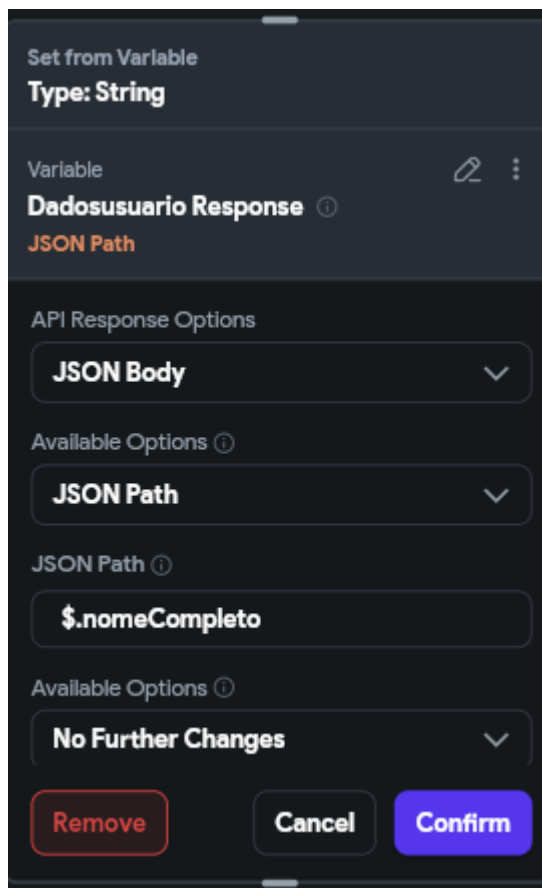 Set from Variable
Type: String
Variable
Dadosusuario Response
JSON Path
API Response Options
JSON Body
Available Options
JSON Path
JSON Path
$.nomeCompleto
Available Options
No Further Changes
Remove
Cancel
Confirm